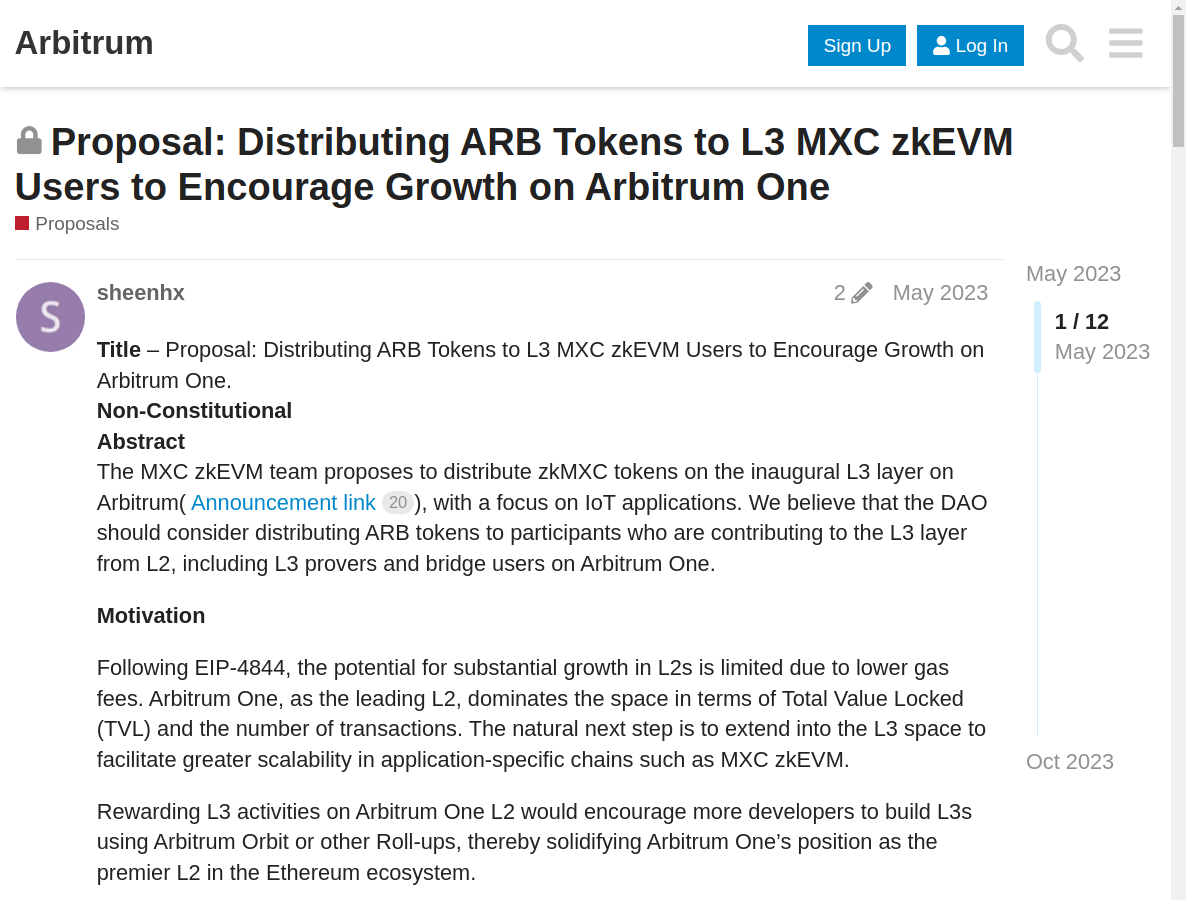 Arbitrum
Sign Up
Log In
Proposal: Distributing ARB Tokens to L3 MXC zkEVM
Users to Encourage Growth on Arbitrum One
Proposals
S
sheenhx
2
May 2023
Title – Proposal: Distributing ARB Tokens to L3 MXC zkEVM Users to Encourage Growth on
Arbitrum One.
Non-Constitutional
Abstract
The MXC zkEVM team proposes to distribute zkMXC tokens on the inaugural L3 layer on
Arbitrum( Announcement link 20), with a focus on IoT applications. We believe that the DAO
should consider distributing ARB tokens to participants who are contributing to the L3 layer
from L2, including L3 provers and bridge users on Arbitrum One.
Motivation
Following EIP-4844, the potential for substantial growth in L2s is limited due to lower gas
fees. Arbitrum One, as the leading L2, dominates the space in terms of Total Value Locked
(TVL) and the number of transactions. The natural next step is to extend into the L3 space to
facilitate greater scalability in application-specific chains such as MXC zkEVM.
Rewarding L3 activities on Arbitrum One L2 would encourage more developers to build L3s
using Arbitrum Orbit or other Roll-ups, thereby solidifying Arbitrum One’s position as the
premier L2 in the Ethereum ecosystem.
May 2023
1 / 12
May 2023
Oct 2023